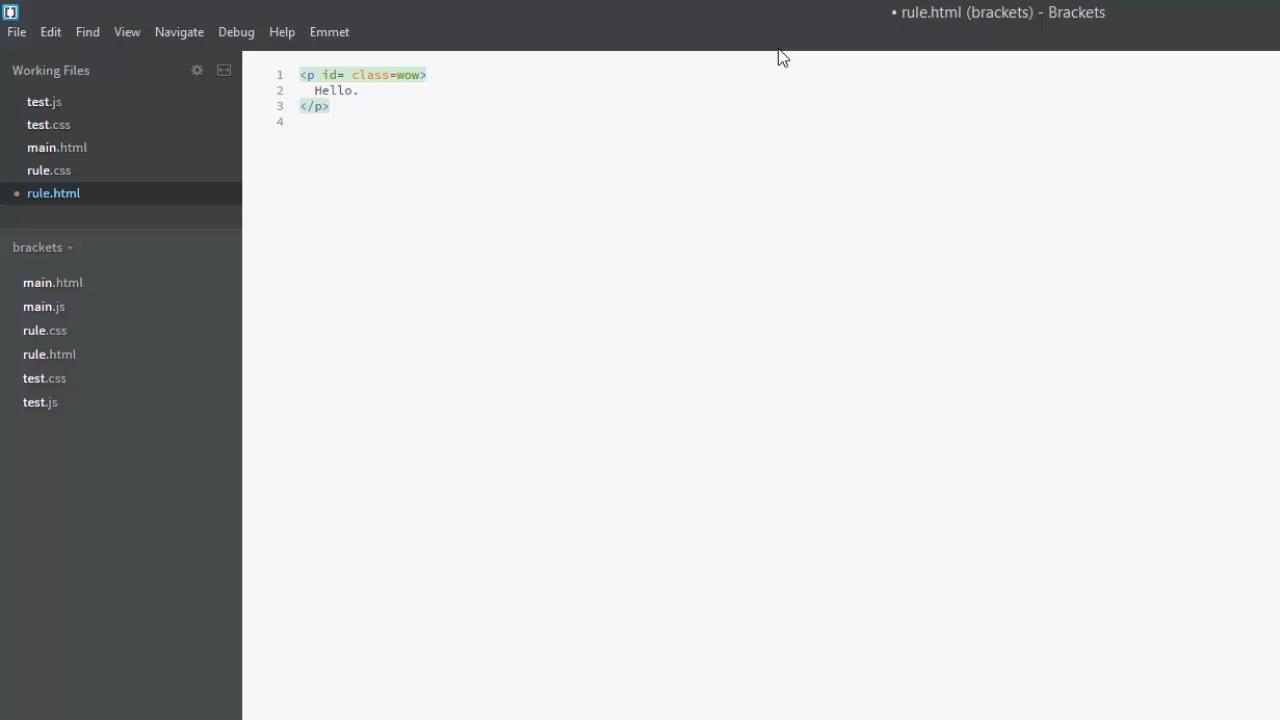 • rule.html (brackets) - Brackets
File Edit Find View Navigate Debug Help Emmet
Working Files
test.js
test.css
main.html
rule.css
rule.html
brackets
main.html
main.js
rule.css
rule.html
test.css
test.js
1 <p id= class=wow>
2   Hello.
3 </p>
4